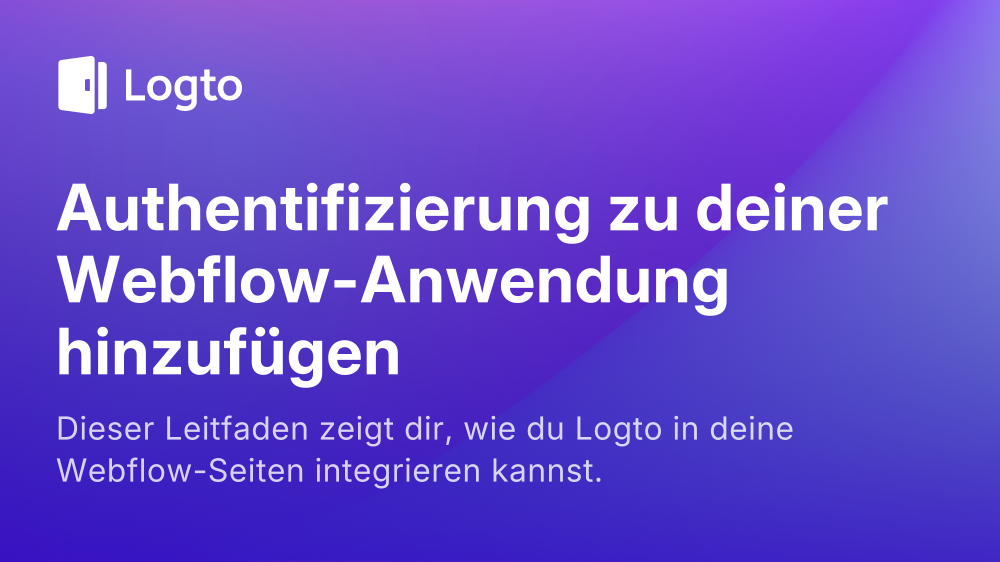 Logto
Authentifizierung zu deiner
Webflow-Anwendung
hinzufügen
Dieser Leitfaden zeigt dir, wie du Logto in deine
Webflow-Seiten integrieren kannst.